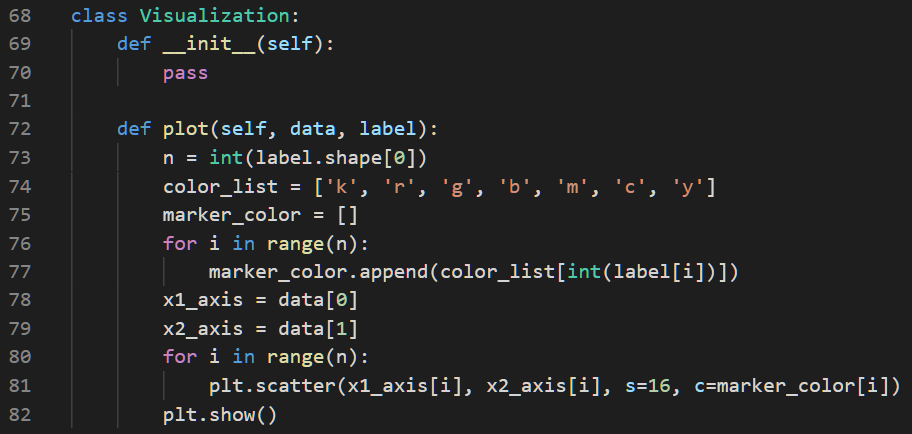 68 class Visualization:
69     def __init__(self):
70         pass
71
72     def plot(self, data, label):
73         n = int(label.shape[0])
74         color_list = ['k', 'r', 'g', 'b', 'm', 'c', 'y']
75         marker_color = []
76         for i in range(n):
77             marker_color.append(color_list[int(label[i])])
78         x1_axis = data[0]
79         x2_axis = data[1]
80         for i in range(n):
81             plt.scatter(x1_axis[i], x2_axis[i], s=16, c=marker_color[i])
82         plt.show()